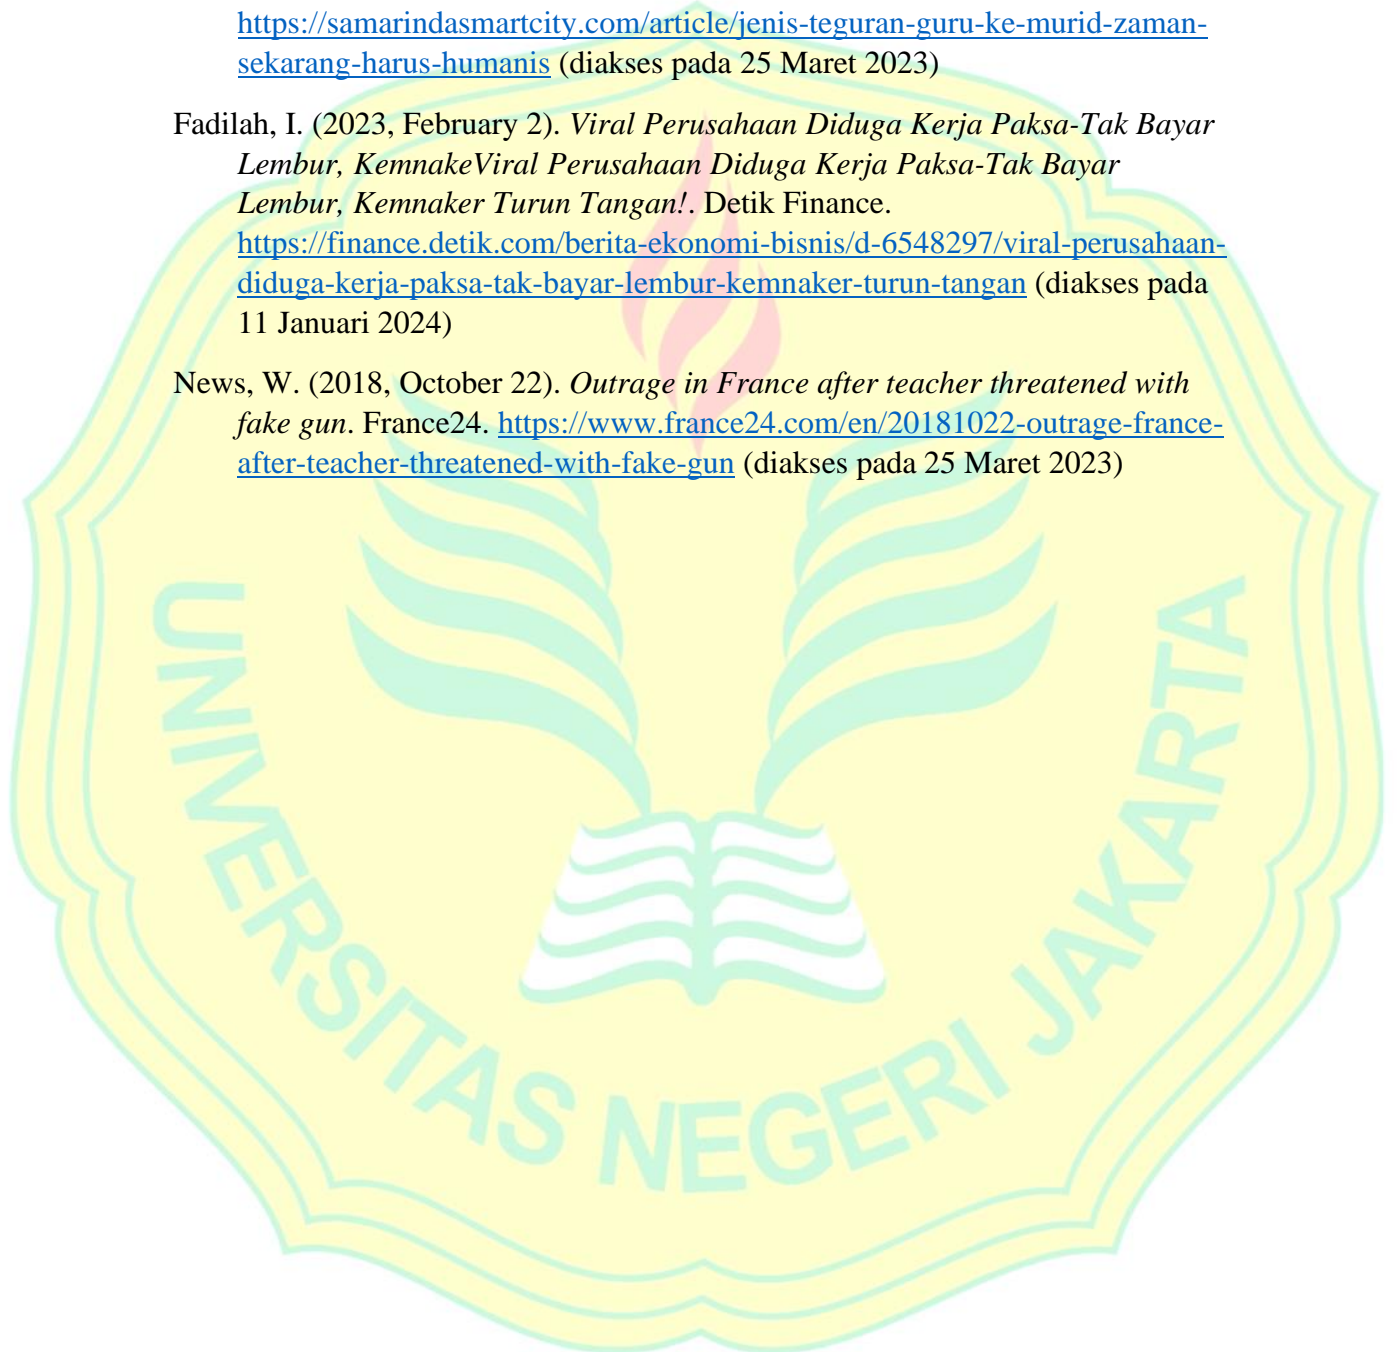 https://samarindasmartcity.com/article/jenis-teguran-guru-ke-murid-zaman-
sekarang-harus-humanis (diakses pada 25 Maret 2023)
Fadilah, I. (2023, February 2). Viral Perusahaan Diduga Kerja Paksa-Tak Bayar
Lembur, KemnakeViral Perusahaan Diduga Kerja Paksa-Tak Bayar
Lembur, Kemnaker Turun Tangan!. Detik Finance.
https://finance.detik.com/berita-ekonomi-bisnis/d-6548297/viral-perusahaan-
diduga-kerja-paksa-tak-bayar-lembur-kemnaker-turun-tangan (diakses pada
11 Januari 2024)
News, W. (2018, October 22). Outrage in France after teacher threatened with
fake gun. France24. https://www.france24.com/en/20181022-outrage-france-
after-teacher-threatened-with-fake-gun (diakses pada 25 Maret 2023)
UNIVERSITAS NEGERI JAKARTA